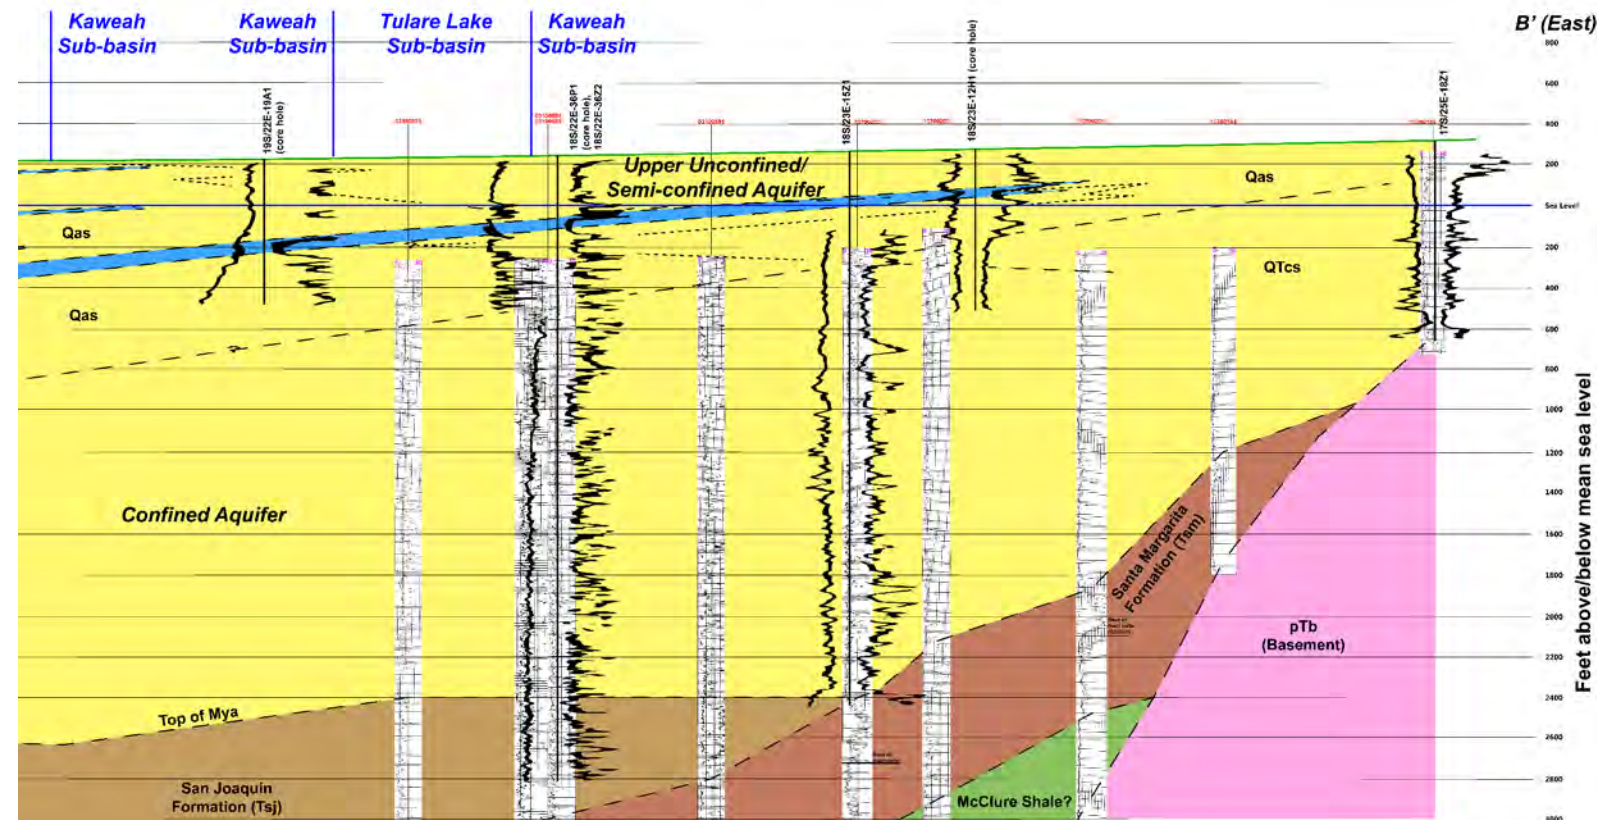 Kaweah
Sub-basin
Kaweah
Sub-basin
Tulare Lake
Sub-basin
Kaweah
Sub-basin
B' (East)
19S/22E-19A1
(core hole)
18S/22E-36P1
(core hole),
18S/22E-36Z2
18S/23E-15Z1
18S/23E-12H1 (core hole)
17S/25E-18Z1
800
600
400
200
Sea Level
200
400
600
800
1000
1200
1400
1600
1800
2000
2200
2400
2600
2800
3000
Feet above/below mean sea level
Upper Unconfined/
Semi-confined Aquifer
Qas
Qas
QTcs
Qas
Confined Aquifer
Santa Margarita
Formation (Tsm)
pTb
(Basement)
Top of Mya
San Joaquin
Formation (Tsj)
McClure Shale?